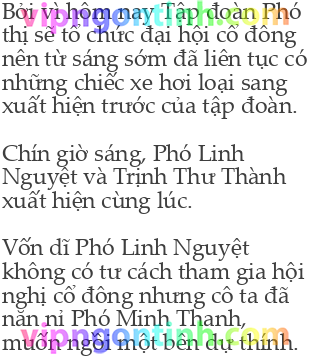 Bởi vì hôm nay Tập đoàn Phó
thị sẽ tổ chức đại hội cổ đông
nên từ sáng sớm đã liên tục có
những chiếc xe hơi loại sang
xuất hiện trước của tập đoàn.
Chín giờ sáng, Phó Linh
Nguyệt và Trịnh Thư Thành
xuất hiện cùng lúc.
Vốn dĩ Phó Linh Nguyệt
không có tư cách tham gia hội
nghị cổ đông nhưng cô ta đã
năn nỉ Phó Minh Thành,
muốn ngồi một bên dự thính.
vipngontinh.com
vipngontinh.com